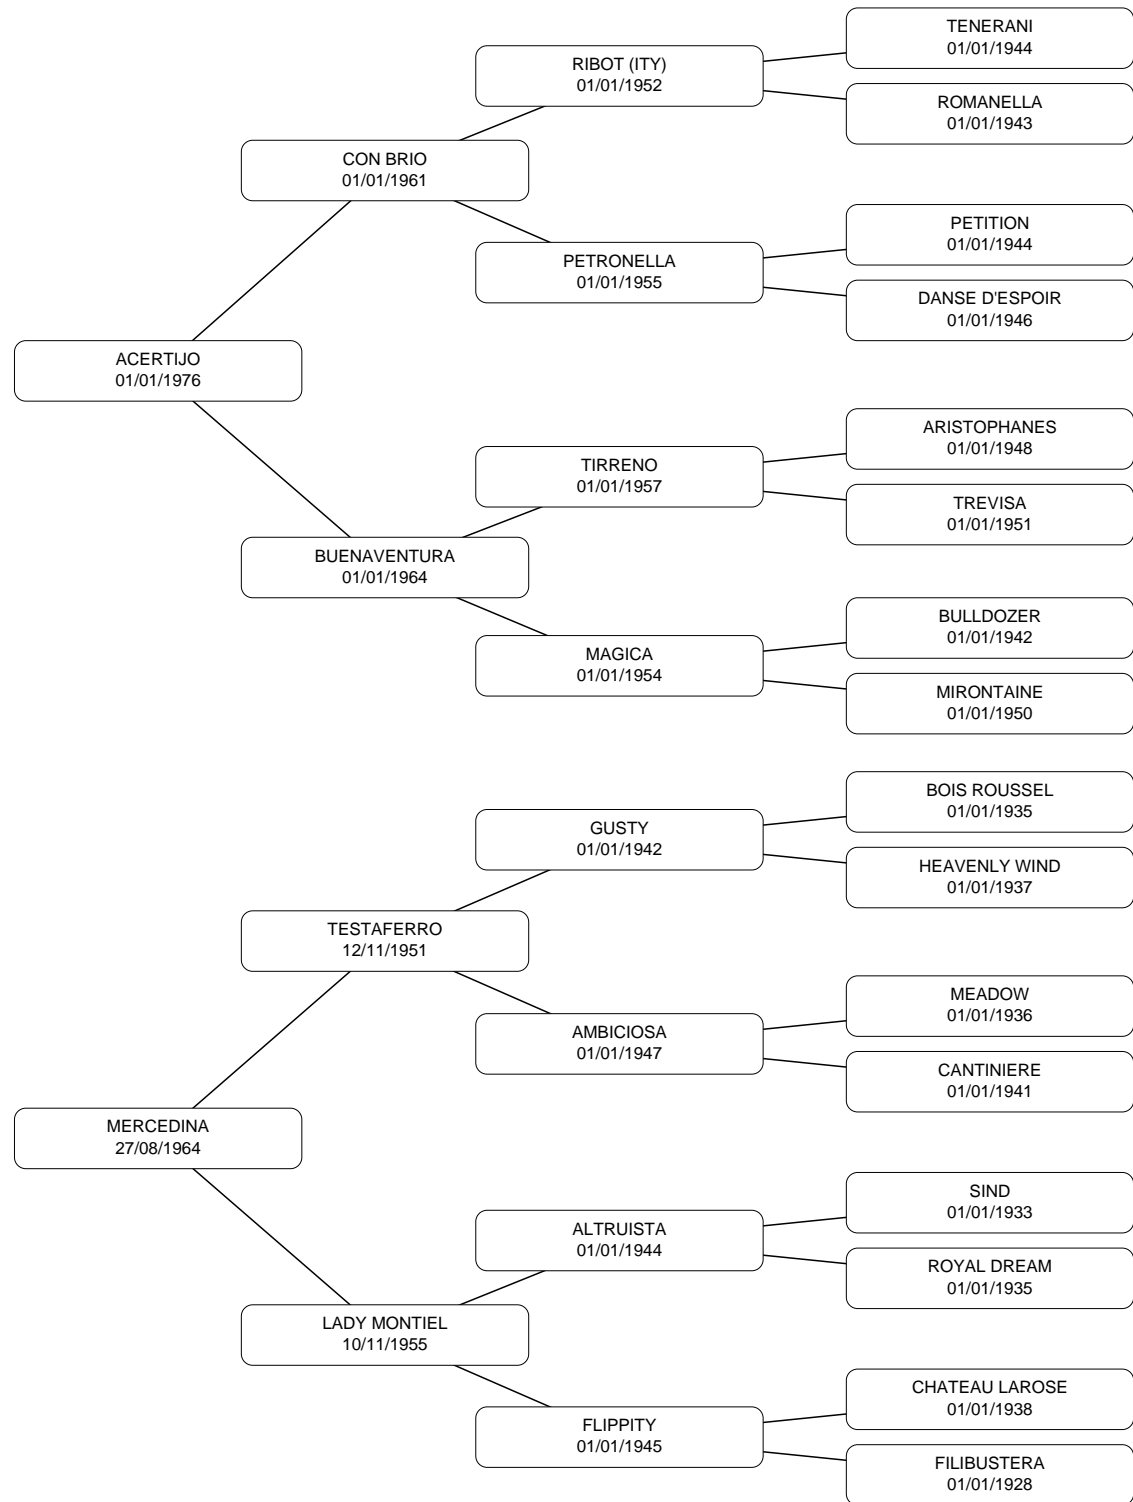 TENERANI
01/01/1944
RIBOT (ITY)
01/01/1952
ROMANELLA
01/01/1943
CON BRIO
01/01/1961
PETITION
01/01/1944
PETRONELLA
01/01/1955
DANSE D'ESPOIR
01/01/1946
ACERTIJO
01/01/1976
ARISTOPHANES
01/01/1948
TIRRENO
01/01/1957
TREVISA
01/01/1951
BUENAVENTURA
01/01/1964
BULLDOZER
01/01/1942
MAGICA
01/01/1954
MIRONTAINE
01/01/1950
BOIS ROUSSEL
01/01/1935
GUSTY
01/01/1942
HEAVENLY WIND
01/01/1937
TESTAFERRO
12/11/1951
MEADOW
01/01/1936
AMBICIOSA
01/01/1947
CANTINIERE
01/01/1941
MERCEDINA
27/08/1964
SIND
01/01/1933
ALTRUISTA
01/01/1944
ROYAL DREAM
01/01/1935
LADY MONTIEL
10/11/1955
CHATEAU LAROSE
01/01/1938
FLIPPITY
01/01/1945
FILIBUSTERA
01/01/1928